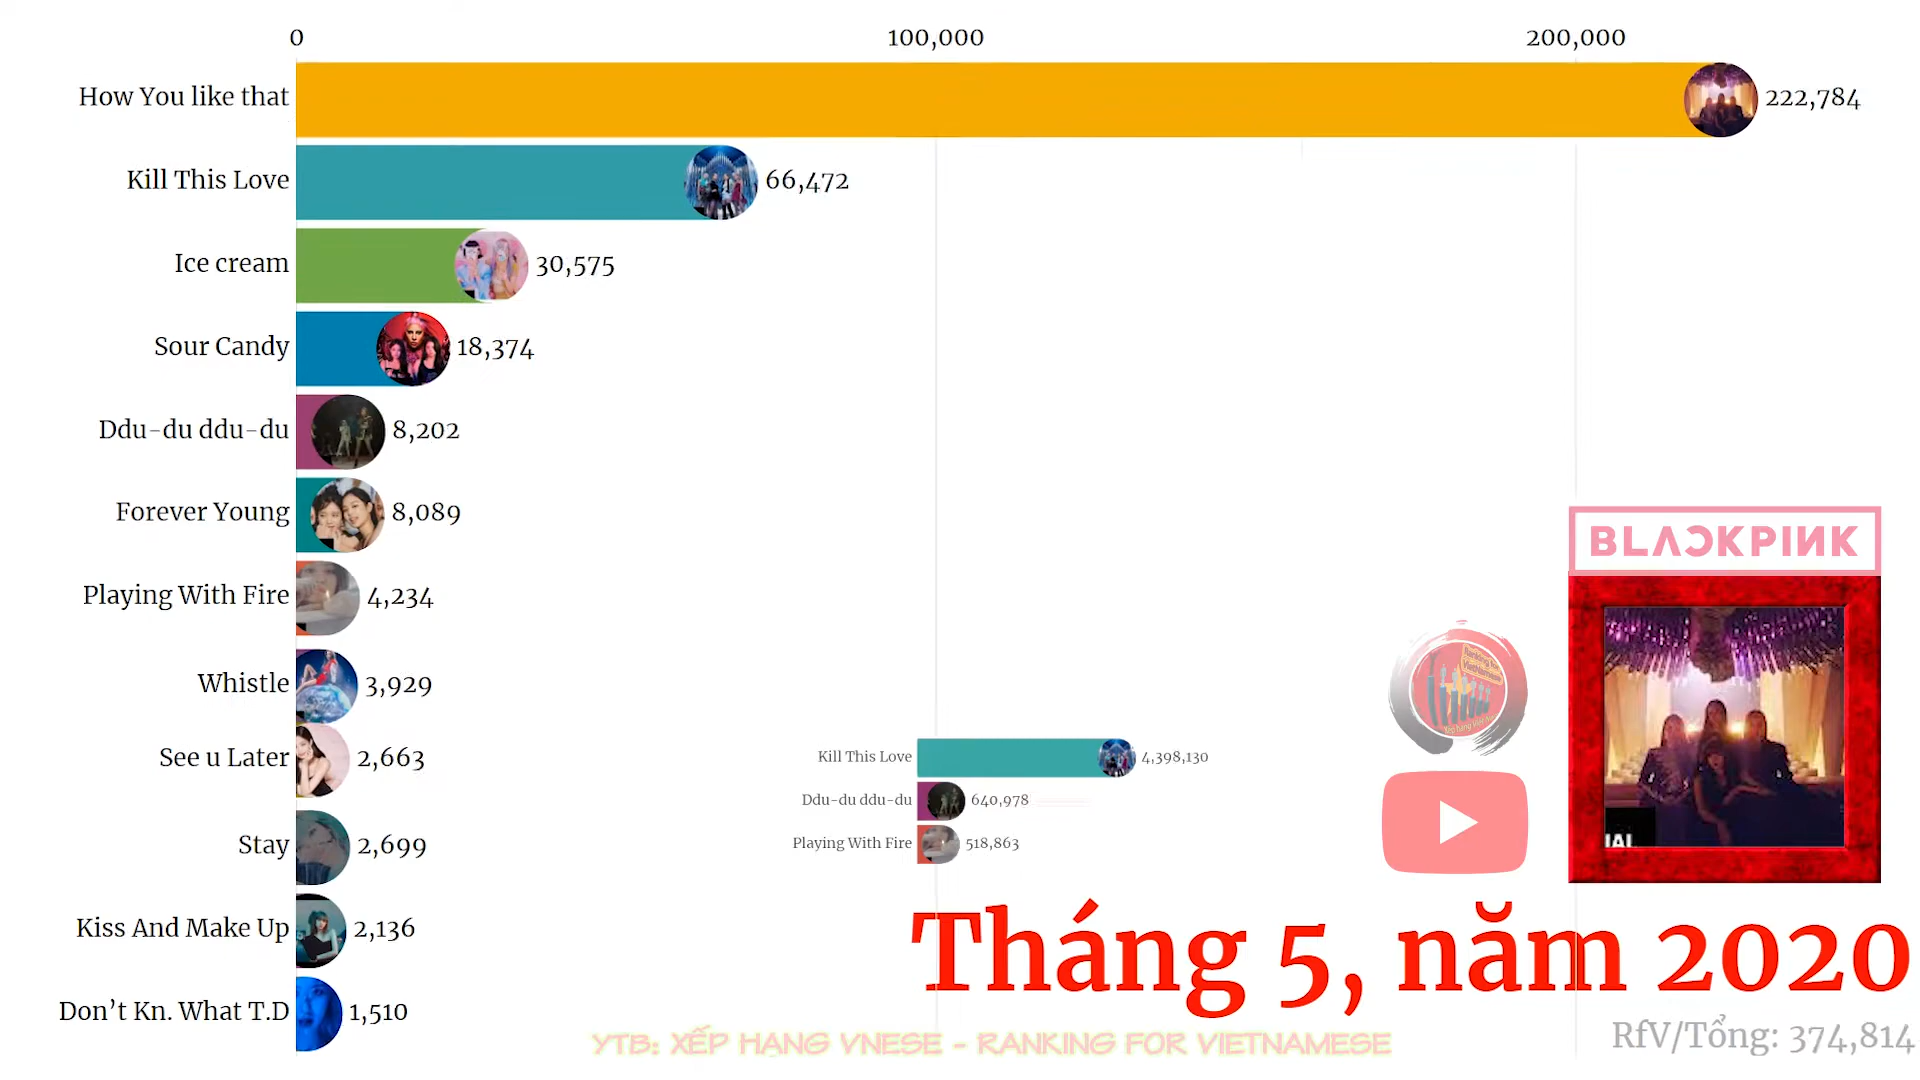 0 100,000 200,000
How You like that 222,784
Kill This Love 66,472
Ice cream 30,575
Sour Candy 18,374
Ddu-du ddu-du 8,202
Forever Young 8,089
Playing With Fire 4,234
Whistle 3,929
See u Later 2,663
Stay 2,699
Kiss And Make Up 2,136
Don’t Kn. What T.D 1,510
Kill This Love 4,398,130
Ddu-du ddu-du 640,978
Playing With Fire 518,863
BLACKPINK
Tháng 5, năm 2020
RfV/Tổng: 374,814
YTB: XẾP HẠNG VNESE - RANKING FOR VIETNAMESE